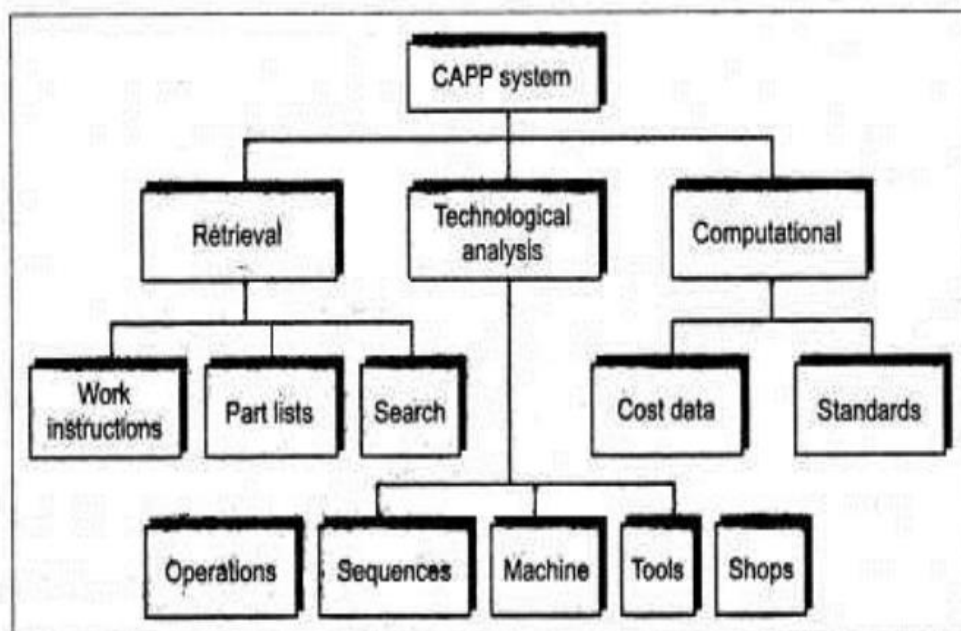 CAPP system
Retrieval
Technological
analysis
Computational
Work
instructions
Part lists
Search
Cost data
Standards
Operations
Sequences
Machine
Tools
Shops